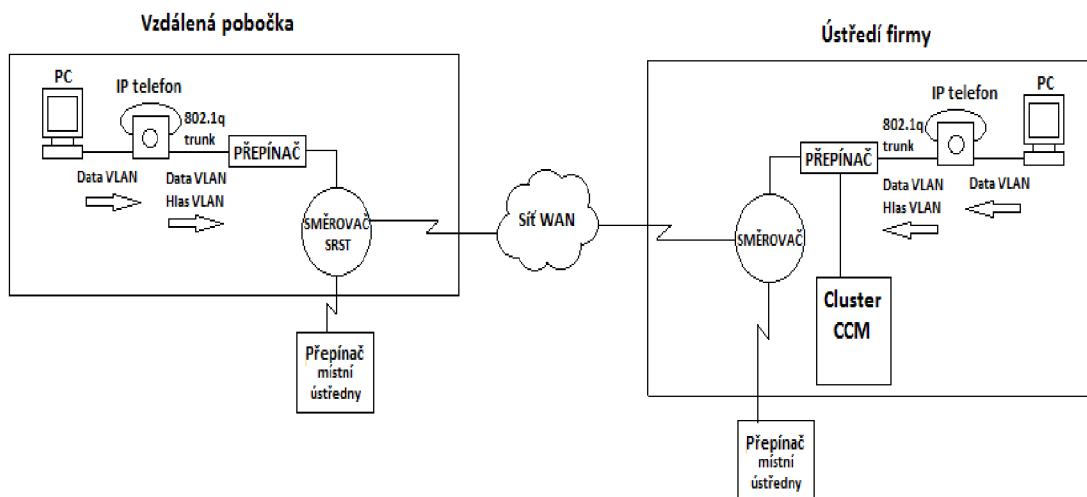 Vzdálená pobočka
PC
IP telefon
802.1q
trunk
PŘEPÍNAČ
Data VLAN
Data VLAN
Hlas VLAN
SMĚROVAČ
SRST
Přepínač
místní
ústředny
Síť WAN
Ústředí firmy
PC
IP telefon
802.1q
trunk
PŘEPÍNAČ
Data VLAN
Hlas VLAN
Data VLAN
SMĚROVAČ
Cluster
CCM
Přepínač
místní
ústředny